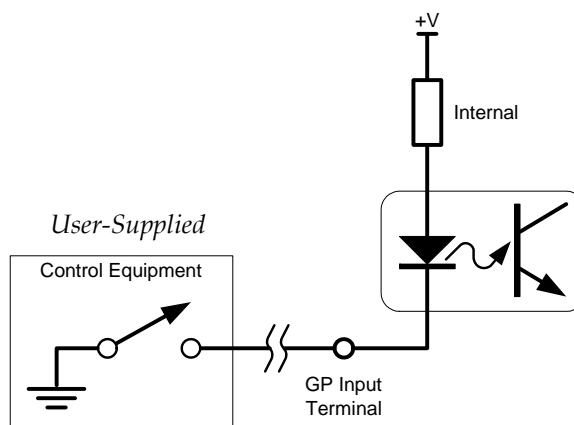 +V
Internal
User-Supplied
Control Equipment
GP Input
Terminal